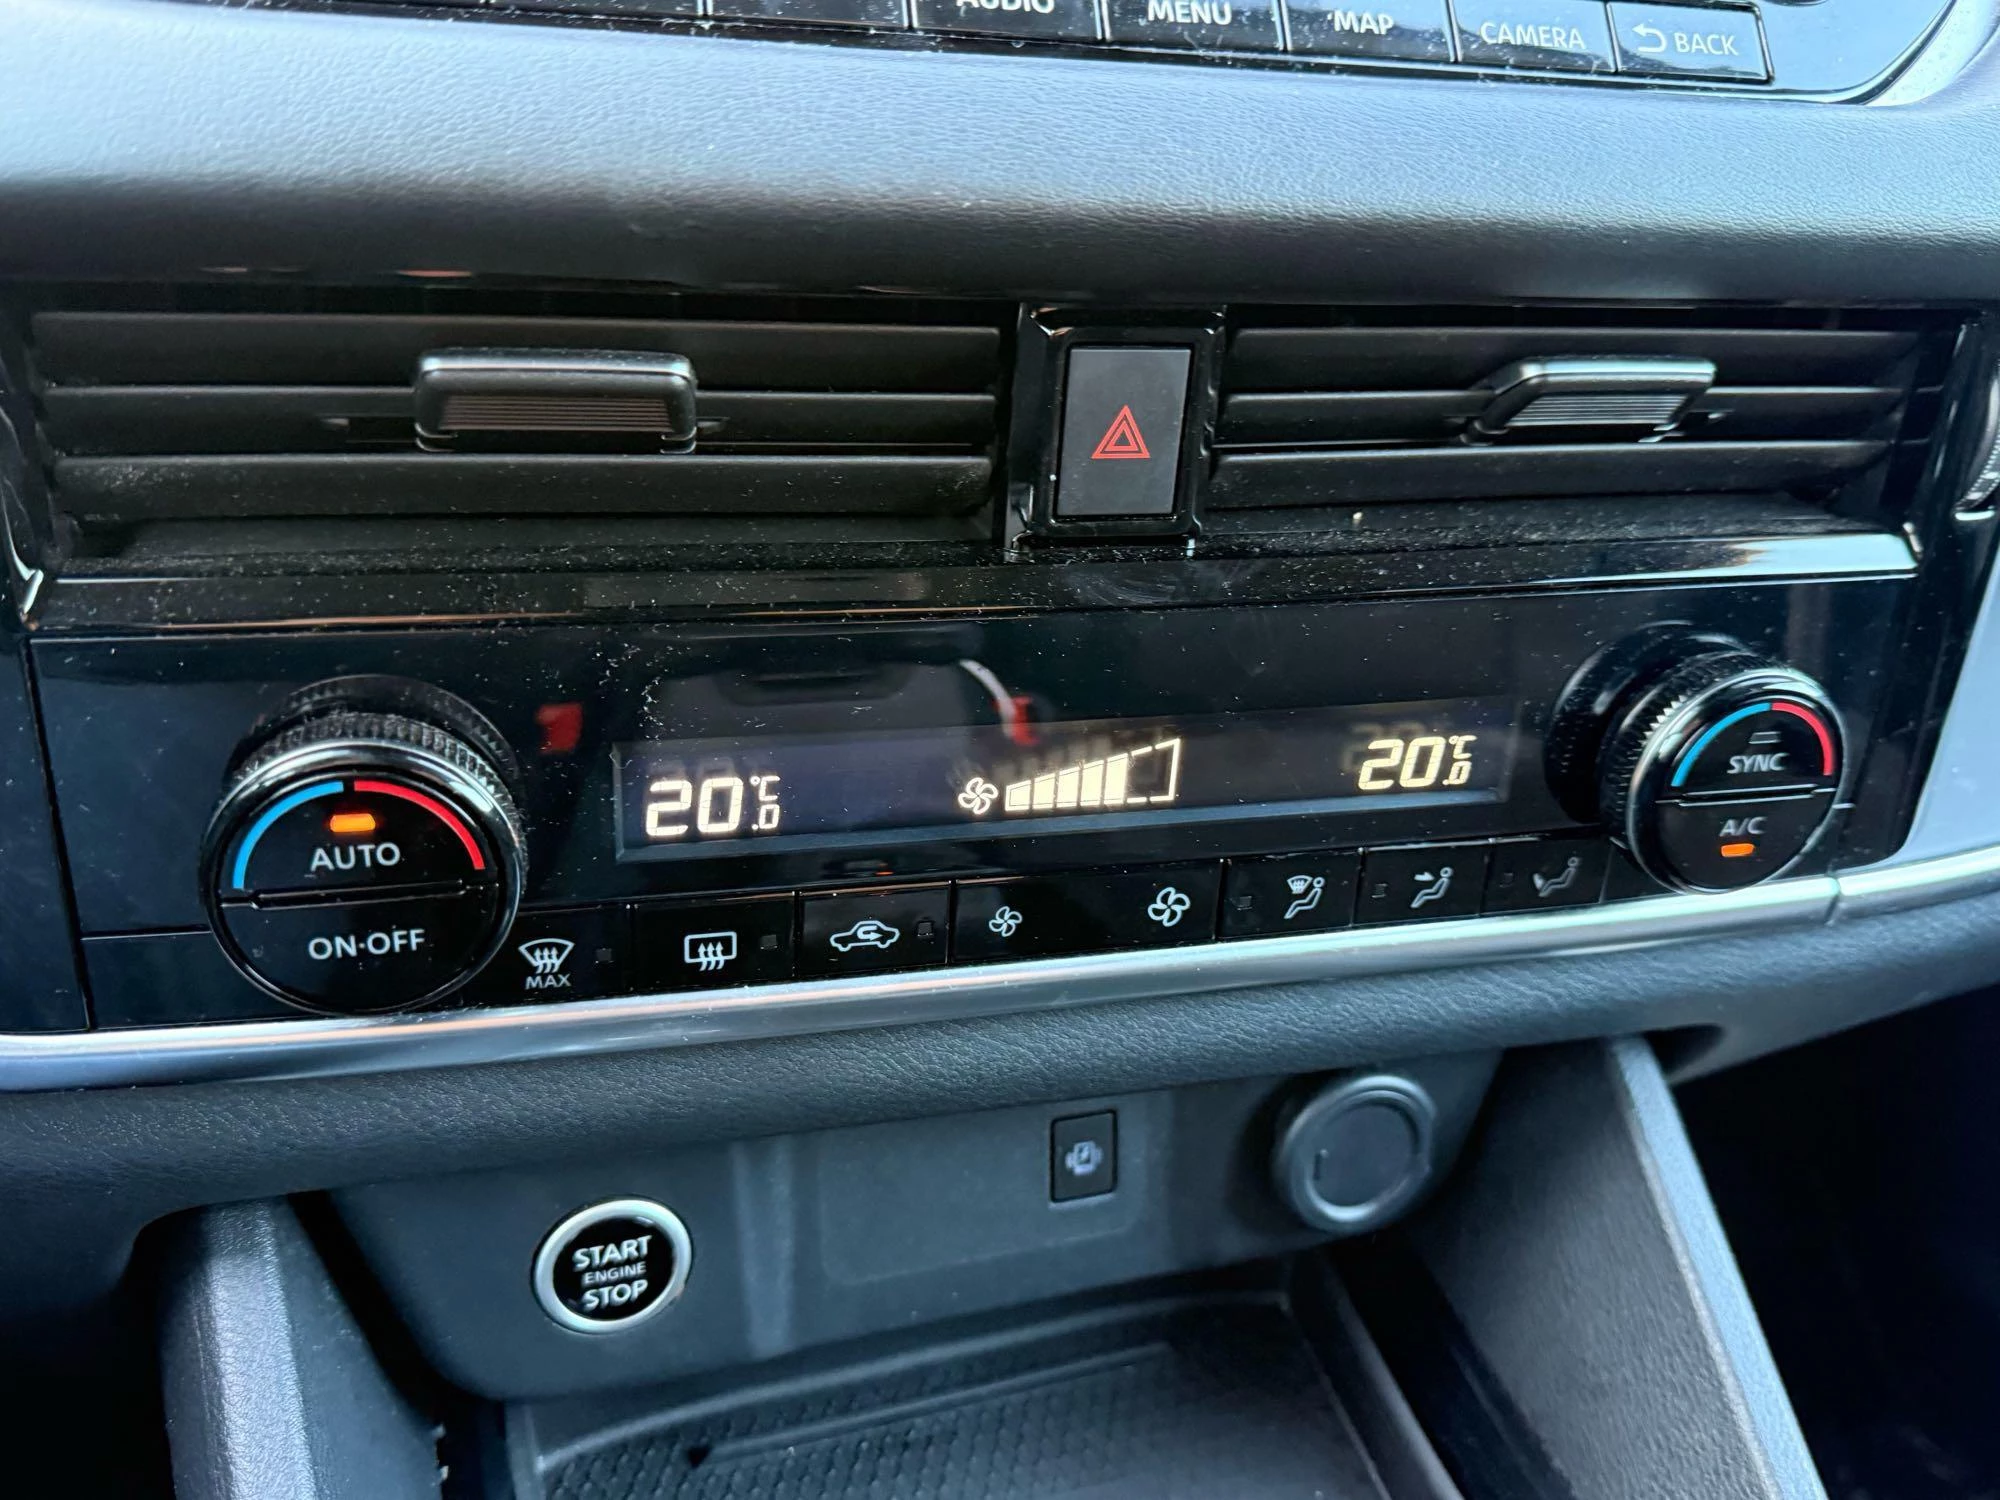 AUDIO
MENU
MAP
CAMERA
BACK
20.0°C
20.0°C
AUTO
ON·OFF
SYNC
A/C
MAX
START
ENGINE
STOP